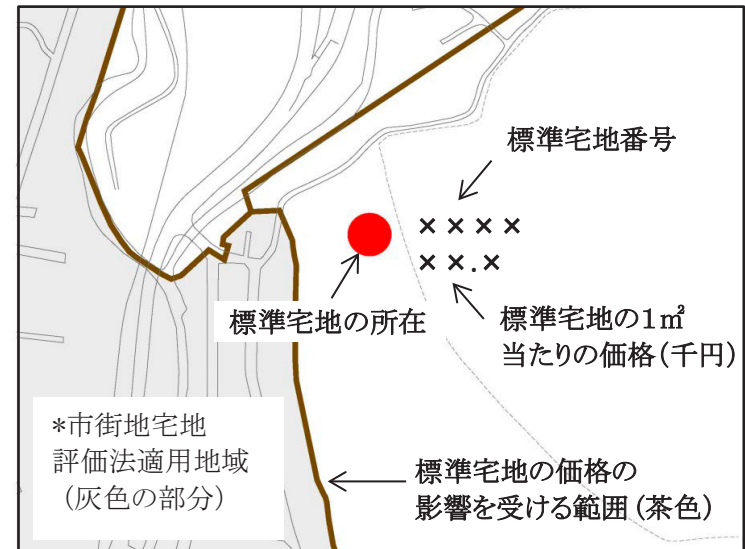 標準宅地番号
××××
××.×
標準宅地の所在
標準宅地の1㎡
当たりの価格(千円)
*市街地宅地
評価法適用地域
(灰色の部分)
標準宅地の価格の
影響を受ける範囲(茶色)